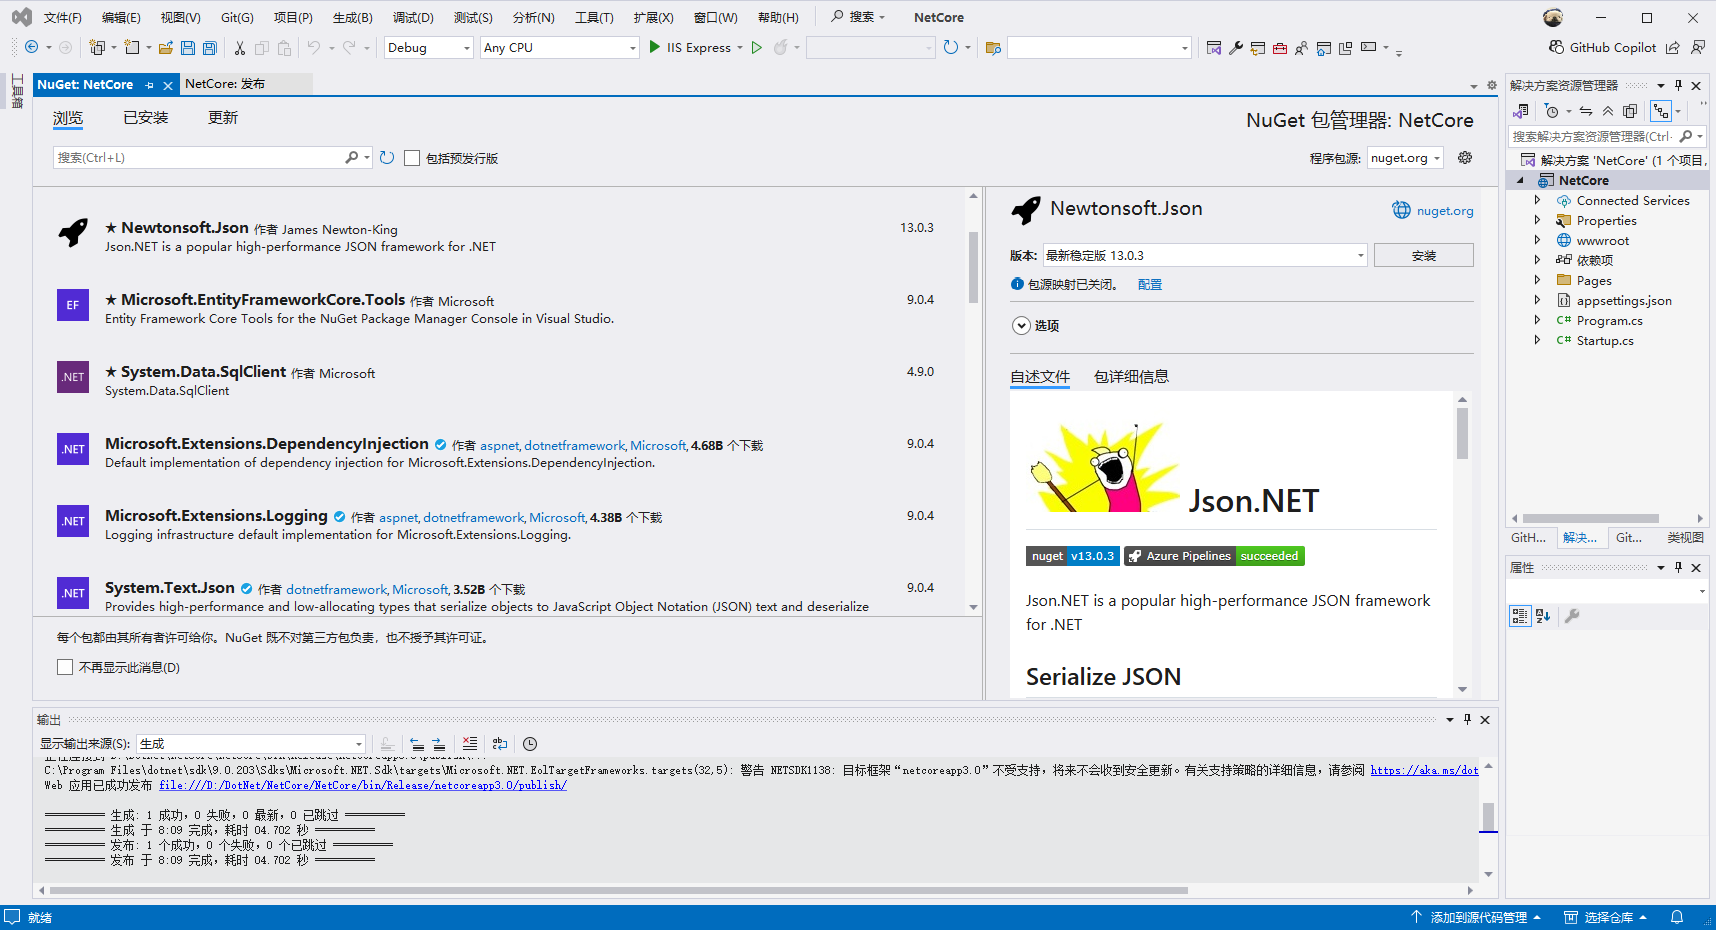 文件(F) 编辑(E) 视图(V) Git(G) 项目(P) 生成(B) 调试(D) 测试(S) 分析(N) 工具(T) 扩展(X) 窗口(W) 帮助(H) 搜索 NetCore
Debug Any CPU IIS Express GitHub Copilot
工具箱
NuGet: NetCore NetCore: 发布
浏览 已安装 更新
NuGet 包管理器: NetCore
搜索(Ctrl+L) 包括预发行版
程序包源: nuget.org
★ Newtonsoft.Json 作者 James Newton-King 13.0.3
Json.NET is a popular high-performance JSON framework for .NET
EF
★ Microsoft.EntityFrameworkCore.Tools 作者 Microsoft 9.0.4
Entity Framework Core Tools for the NuGet Package Manager Console in Visual Studio.
.NET
★ System.Data.SqlClient 作者 Microsoft 4.9.0
System.Data.SqlClient
.NET
Microsoft.Extensions.DependencyInjection 作者 aspnet, dotnetframework, Microsoft, 4.68B 个下载 9.0.4
Default implementation of dependency injection for Microsoft.Extensions.DependencyInjection.
.NET
Microsoft.Extensions.Logging 作者 aspnet, dotnetframework, Microsoft, 4.38B 个下载 9.0.4
Logging infrastructure default implementation for Microsoft.Extensions.Logging.
.NET
System.Text.Json 作者 dotnetframework, Microsoft, 3.52B 个下载 9.0.4
Provides high-performance and low-allocating types that serialize objects to JavaScript Object Notation (JSON) text and deserialize
每个包都由其所有者许可给你。NuGet 既不对第三方包负责，也不授予其许可证。
不再显示此消息(D)
Newtonsoft.Json nuget.org
版本: 最新稳定版 13.0.3 安装
包源映射已关闭。 配置
选项
自述文件 包详细信息
Json.NET
nuget v13.0.3 Azure Pipelines succeeded
Json.NET is a popular high-performance JSON framework
for .NET
Serialize JSON
解决方案资源管理器
搜索解决方案资源管理器(Ctrl-
解决方案 'NetCore' (1 个项目,
NetCore
Connected Services
Properties
wwwroot
依赖项
Pages
appsettings.json
C# Program.cs
C# Startup.cs
GitH... 解决... Git... 类视图
属性
输出
显示输出来源(S): 生成
C:\Program Files\dotnet\sdk\9.0.203\Sdks\Microsoft.NET.Sdk\targets\Microsoft.NET.EolTargetFrameworks.targets(32,5): 警告 NETSDK1138: 目标框架“netcoreapp3.0”不受支持，将来不会收到安全更新。有关支持策略的详细信息，请参阅 https://aka.ms/dot
Web 应用已成功发布 file:///D:/DotNet/NetCore/NetCore/bin/Release/netcoreapp3.0/publish/
========== 生成: 1 成功，0 失败，0 最新，0 已跳过 ==========
========== 生成 于 8:09 完成，耗时 04.702 秒 ==========
========== 发布: 1 个成功，0 个失败，0 个已跳过 ==========
========== 发布 于 8:09 完成，耗时 04.702 秒 ==========
就绪 添加到源代码管理 选择仓库